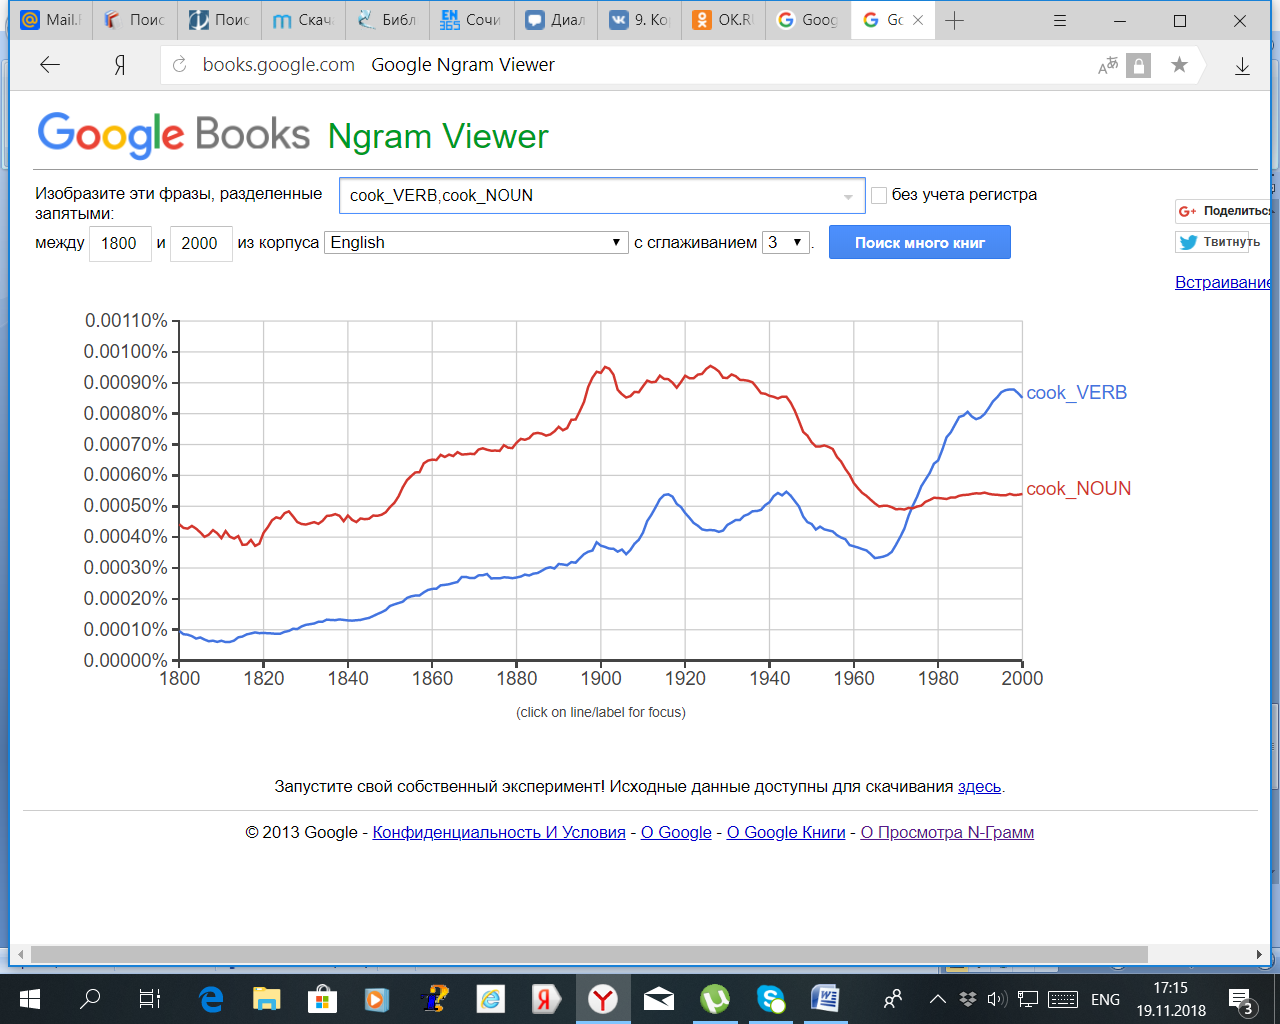 Mail.R Поис Поис Скача Библ Сочи Диал 9. Ко OK.RU Goog Go
Я books.google.com Google Ngram Viewer
Google Books Ngram Viewer
Изобразите эти фразы, разделенные запятыми:
cook_VERB,cook_NOUN
без учета регистра
между 1800 и 2000 из корпуса English с сглаживанием 3 .
Поиск много книг
Поделитьс
Твитнуть
Встраивание
0.00110%
0.00100%
0.00090%
0.00080%
0.00070%
0.00060%
0.00050%
0.00040%
0.00030%
0.00020%
0.00010%
0.00000%
cook_VERB
cook_NOUN
1800 1820 1840 1860 1880 1900 1920 1940 1960 1980 2000
(click on line/label for focus)
Запустите свой собственный эксперимент! Исходные данные доступны для скачивания здесь.
© 2013 Google - Конфиденциальность И Условия - О Google - О Google Книги - О Просмотра N-Грамм
ENG
17:15
19.11.2018
3